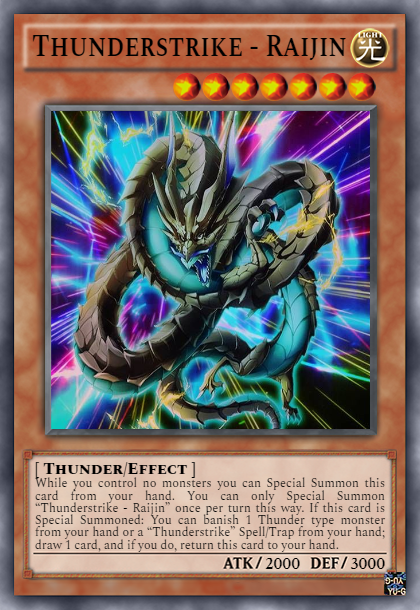 THUNDERSTRIKE - RAIJIN
LIGHT
光
[ THUNDER/EFFECT ]
While you control no monsters you can Special Summon this
card from your hand. You can only Special Summon
“Thunderstrike - Raijin” once per turn this way. If this card is
Special Summoned: You can banish 1 Thunder type monster
from your hand or a “Thunderstrike” Spell/Trap from your hand;
draw 1 card, and if you do, return this card to your hand.
ATK / 2000 DEF / 3000
YU-G